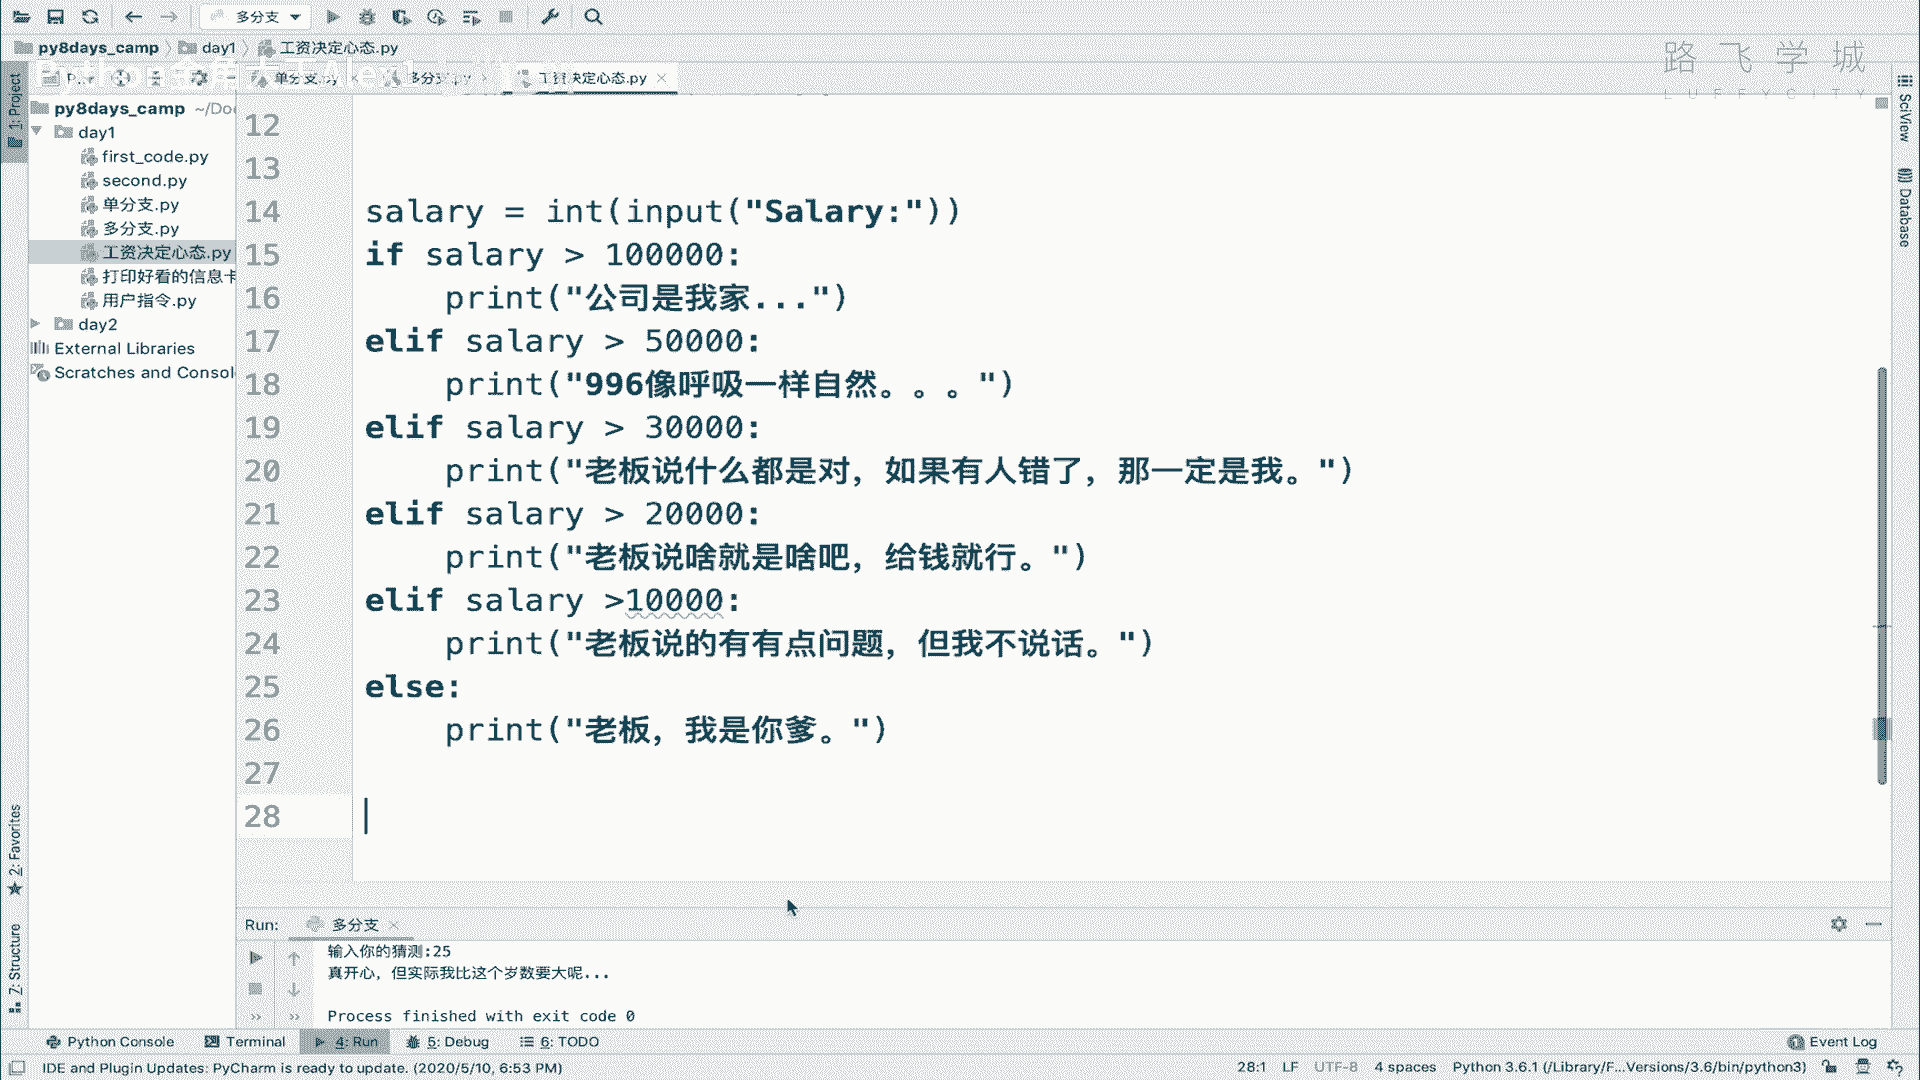 多分支
py8days_camp
day1
工资决定心态.py
路飞学城
LUFFYCITY
单分支.py
多分支.py
工资决定心态.py
1: Project
SciView
Database
py8days_camp ~/Do
day1
first_code.py
second.py
单分支.py
多分支.py
工资决定心态.py
打印好看的信息卡
用户指令.py
day2
External Libraries
Scratches and Consol
12
13
14 salary = int(input("Salary:"))
15 if salary > 100000:
16 print("公司是我家...")
17 elif salary > 50000:
18 print("996像呼吸一样自然。。。")
19 elif salary > 30000:
20 print("老板说什么都是对，如果有人错了，那一定是我。")
21 elif salary > 20000:
22 print("老板说啥就是啥吧，给钱就行。")
23 elif salary >10000:
24 print("老板说的有有点问题，但我不说话。")
25 else:
26 print("老板，我是你爹。")
27
28
2: Favorites
7: Structure
Run: 多分支
输入你的猜测:25
真开心，但实际我比这个岁数要大呢...
Process finished with exit code 0
Python Console Terminal 4: Run 5: Debug 6: TODO Event Log
IDE and Plugin Updates: PyCharm is ready to update. (2020/5/10, 6:53 PM) 28:1 LF UTF-8 4 spaces Python 3.6.1 (/Library/F...Versions/3.6/bin/python3)